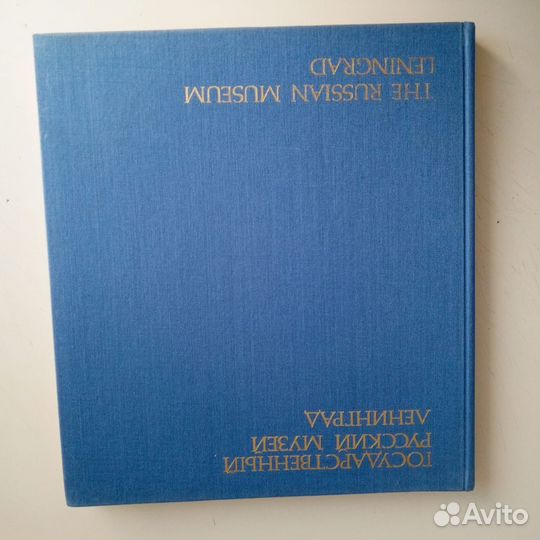 ГОСУДАРСТВЕННЫЙ
РУССКИЙ МУЗЕЙ
ЛЕНИНГРАД
THE RUSSIAN MUSEUM
LENINGRAD
Avito